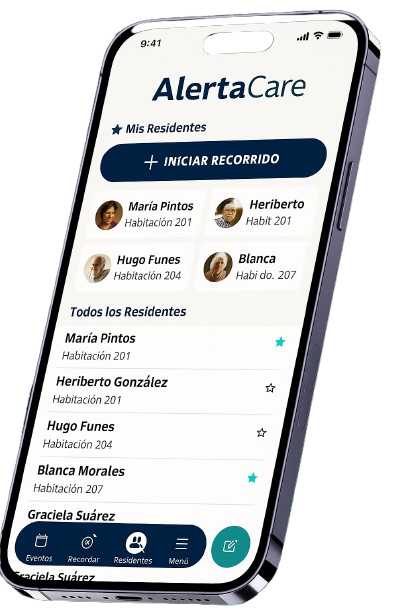 9:41
AlertaCare
Mis Residentes
INICIAR RECORRIDO
María Pintos
Habitación 201
Heriberto
Habit 201
Hugo Funes
Habitación 204
Blanca
Habi do. 207
Todos los Residentes
María Pintos
Habitación 201
Heriberto González
Habitación 201
Hugo Funes
Habitación 204
Blanca Morales
Habitación 207
Graciela Suárez
Eventos
Recordar
Residentes
Menú
Graciela Suárez